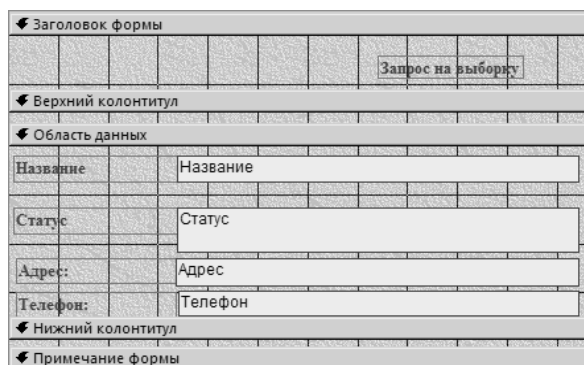 Заголовок формы
Запрос на выборку
Верхний колонтитул
Область данных
Название Название
Статус Статус
Адрес: Адрес
Телефон: Телефон
Нижний колонтитул
Примечание формы